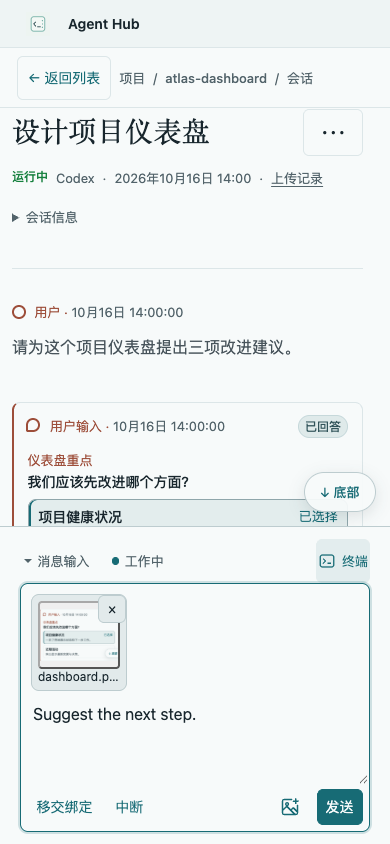 Agent Hub
← 返回列表 项目 / atlas-dashboard / 会话
设计项目仪表盘
运行中 Codex · 2026年10月16日 14:00 · 上传记录
会话信息
用户 · 10月16日 14:00:00
请为这个项目仪表盘提出三项改进建议。
用户输入 · 10月16日 14:00:00 已回答
仪表盘重点
我们应该先改进哪个方面?
↓ 底部
项目健康状况 已选择
消息输入 工作中 终端
dashboard.p...
Suggest the next step.
移交绑定 中断 发送